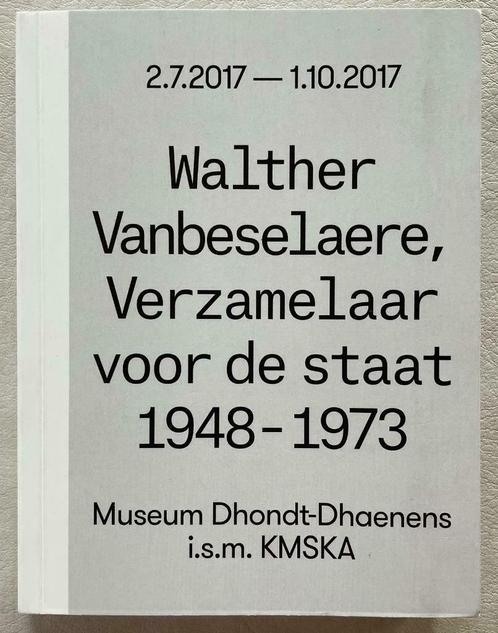 2.7.2017 — 1.10.2017
Walther
Vanbeselaere,
Verzamelaar
voor de staat
1948-1973
Museum Dhondt-Dhaenens
i.s.m. KMSKA